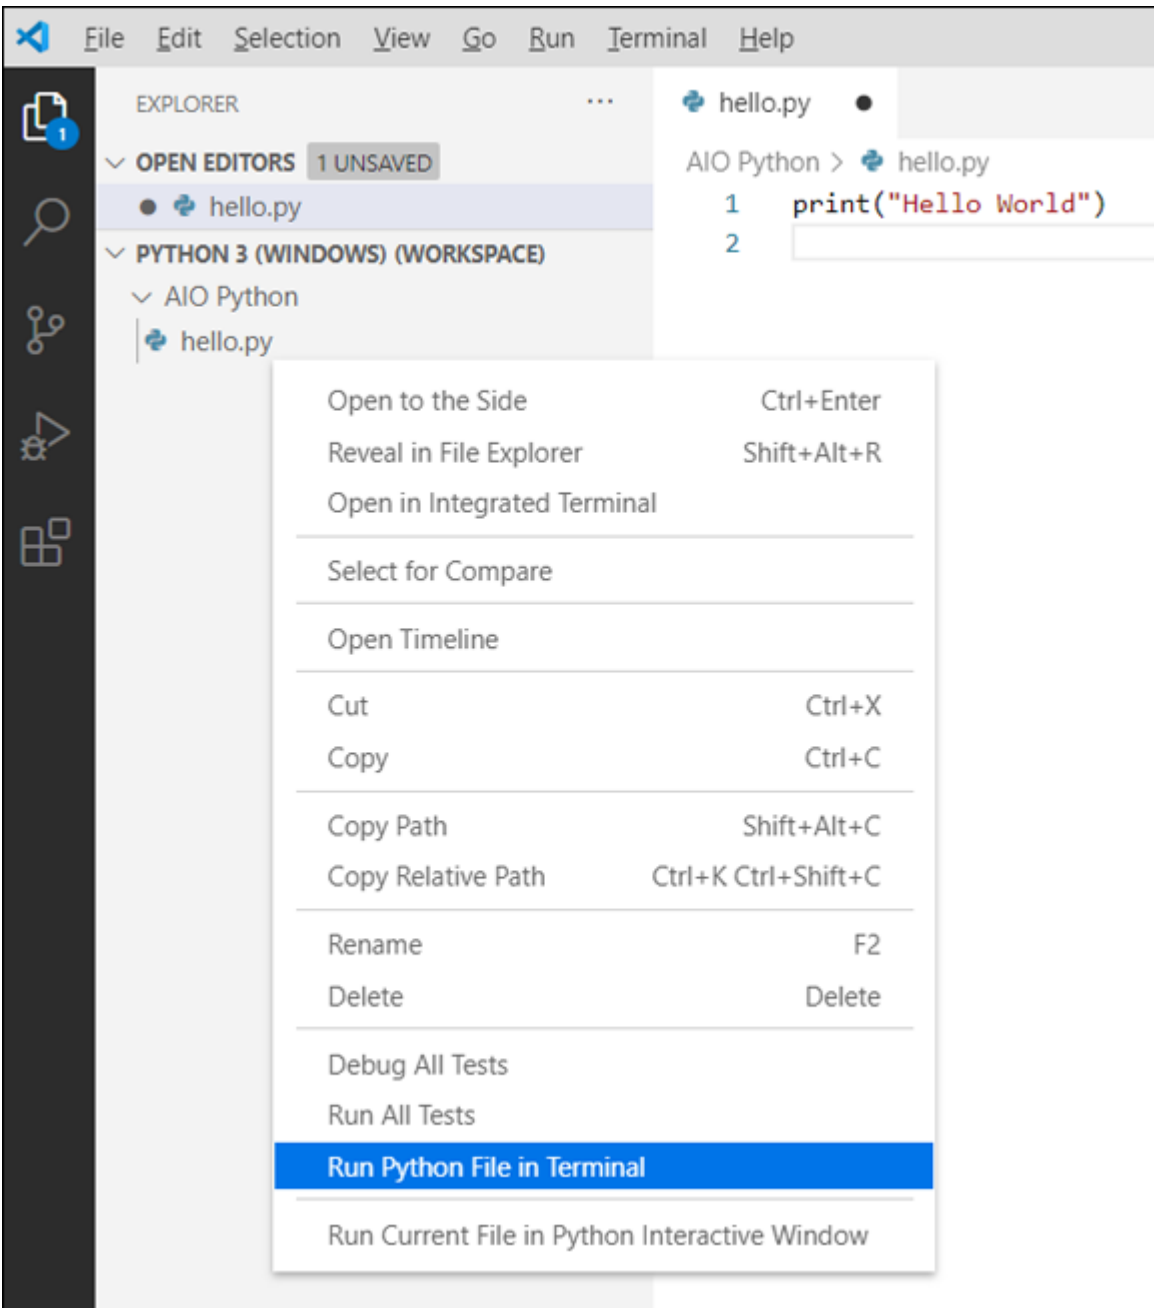 File Edit Selection View Go Run Terminal Help
EXPLORER ···
OPEN EDITORS 1 UNSAVED
hello.py
PYTHON 3 (WINDOWS) (WORKSPACE)
AIO Python
hello.py
hello.py
AIO Python > hello.py
1 print("Hello World")
2
1
Open to the Side Ctrl+Enter
Reveal in File Explorer Shift+Alt+R
Open in Integrated Terminal
Select for Compare
Open Timeline
Cut Ctrl+X
Copy Ctrl+C
Copy Path Shift+Alt+C
Copy Relative Path Ctrl+K Ctrl+Shift+C
Rename F2
Delete Delete
Debug All Tests
Run All Tests
Run Python File in Terminal
Run Current File in Python Interactive Window